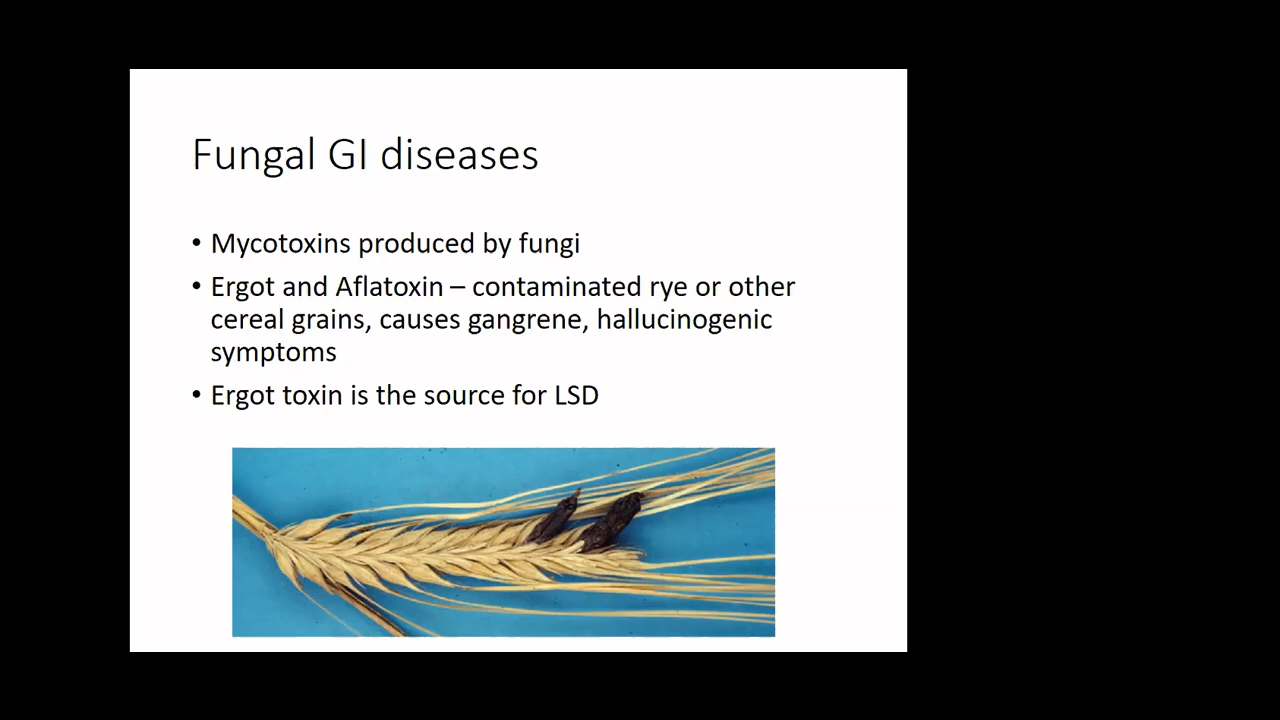 Fungal GI diseases
• Mycotoxins produced by fungi
• Ergot and Aflatoxin – contaminated rye or other
cereal grains, causes gangrene, hallucinogenic
symptoms
• Ergot toxin is the source for LSD